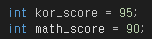 int kor_score = 95;
int math_score = 90;